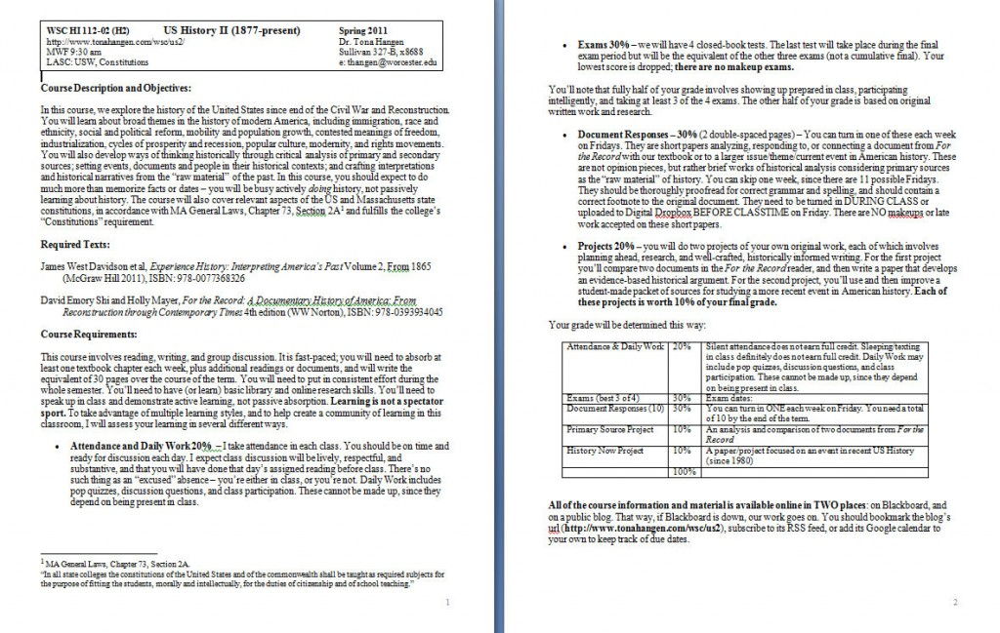 WSC HI 112-02 (H2) US History II (1877-present) Spring 2011
http://www.tonahangen.com/wsc/us2/ Dr. Tona Hangen
MWF 9:30 am Sullivan 327-B, x8688
LASC: USW, Constitutions e: thangen@worcester.edu
Course Description and Objectives:
In this course, we explore the history of the United States since end of the Civil War and Reconstruction.
You will learn about broad themes in the history of modern America, including immigration, race and
ethnicity, social and political reform, mobility and population growth, contested meanings of freedom,
industrialization, cycles of prosperity and recession, popular culture, modernity, and rights movements.
You will also develop ways of thinking historically through critical analysis of primary and secondary
sources; setting events, documents and people in their historical contexts; and crafting interpretations
and historical narratives from the “raw material” of the past. In this course, you should expect to do
much more than memorize facts or dates – you will be busy actively doing history, not passively
learning about history. The course will also cover relevant aspects of the US and Massachusetts state
constitutions, in accordance with MA General Laws, Chapter 73, Section 2A1 and fulfills the college’s
“Constitutions” requirement.
Required Texts:
James West Davidson et al, Experience History: Interpreting America’s Past Volume 2, From 1865
(McGraw Hill 2011), ISBN: 978-0077368326
David Emory Shi and Holly Mayer, For the Record: A Documentary History of America: From
Reconstruction through Contemporary Times 4th edition (WW Norton), ISBN: 978-0393934045
Course Requirements:
This course involves reading, writing, and group discussion. It is fast-paced; you will need to absorb at
least one textbook chapter each week, plus additional readings or documents, and will write the
equivalent of 30 pages over the course of the term. You will need to put in consistent effort during the
whole semester. You’ll need to have (or learn) basic library and online research skills. You’ll need to
speak up in class and demonstrate active learning, not passive absorption. Learning is not a spectator
sport. To take advantage of multiple learning styles, and to help create a community of learning in this
classroom, I will assess your learning in several different ways.
• Attendance and Daily Work 20% – I take attendance in each class. You should be on time and
ready for discussion each day. I expect class discussion will be lively, respectful, and
substantive, and that you will have done that day’s assigned reading before class. There’s no
such thing as an “excused” absence – you’re either in class, or you’re not. Daily Work includes
pop quizzes, discussion questions, and class participation. These cannot be made up, since they
depend on being present in class.
1 MA General Laws, Chapter 73, Section 2A.
“In all state colleges the constitutions of the United States and of the commonwealth shall be taught as required subjects for
the purpose of fitting the students, morally and intellectually, for the duties of citizenship and of school teaching.”
1
• Exams 30% – we will have 4 closed-book tests. The last test will take place during the final
exam period but will be the equivalent of the other three exams (not a cumulative final). Your
lowest score is dropped; there are no makeup exams.
You’ll note that fully half of your grade involves showing up prepared in class, participating
intelligently, and taking at least 3 of the 4 exams. The other half of your grade is based on original
written work and research.
• Document Responses – 30% (2 double-spaced pages) – You can turn in one of these each week
on Fridays. They are short papers analyzing, responding to, or connecting a document from For
the Record with our textbook or to a larger issue/theme/current event in American history. These
are not opinion pieces, but rather brief works of historical analysis considering primary sources
as the “raw material” of history. You can skip one week, since there are 11 possible Fridays.
They should be thoroughly proofread for correct grammar and spelling, and should contain a
correct footnote to the original document. They need to be turned in DURING CLASS or
uploaded to Digital Dropbox BEFORE CLASSTIME on Friday. There are NO makeups or late
work accepted on these short papers.
• Projects 20% – you will do two projects of your own original work, each of which involves
planning ahead, research, and well-crafted, historically informed writing. For the first project
you’ll compare two documents in the For the Record reader, and then write a paper that develops
an evidence-based historical argument. For the second project, you’ll use and then improve a
student-made packet of sources for studying a more recent event in American history. Each of
these projects is worth 10% of your final grade.
Your grade will be determined this way:
Attendance & Daily Work 20% Silent attendance does not earn full credit. Sleeping/texting
in class definitely does not earn full credit. Daily Work may
include pop quizzes, discussion questions, and class
participation. These cannot be made up, since they depend
on being present in class.
Exams (best 3 of 4) 30% Exam dates:
Document Responses (10) 30% You can turn in ONE each week on Friday. You need a total
of 10 by the end of the term.
Primary Source Project 10% An analysis and comparison of two documents from For the
Record
History Now Project 10% A paper/project focused on an event in recent US History
(since 1980)
100%
All of the course information and material is available online in TWO places: on Blackboard, and
on a public blog. That way, if Blackboard is down, our work goes on. You should bookmark the blog’s
url (http://www.tonahangen.com/wsc/us2), subscribe to its RSS feed, or add its Google calendar to
your own to keep track of due dates.
2